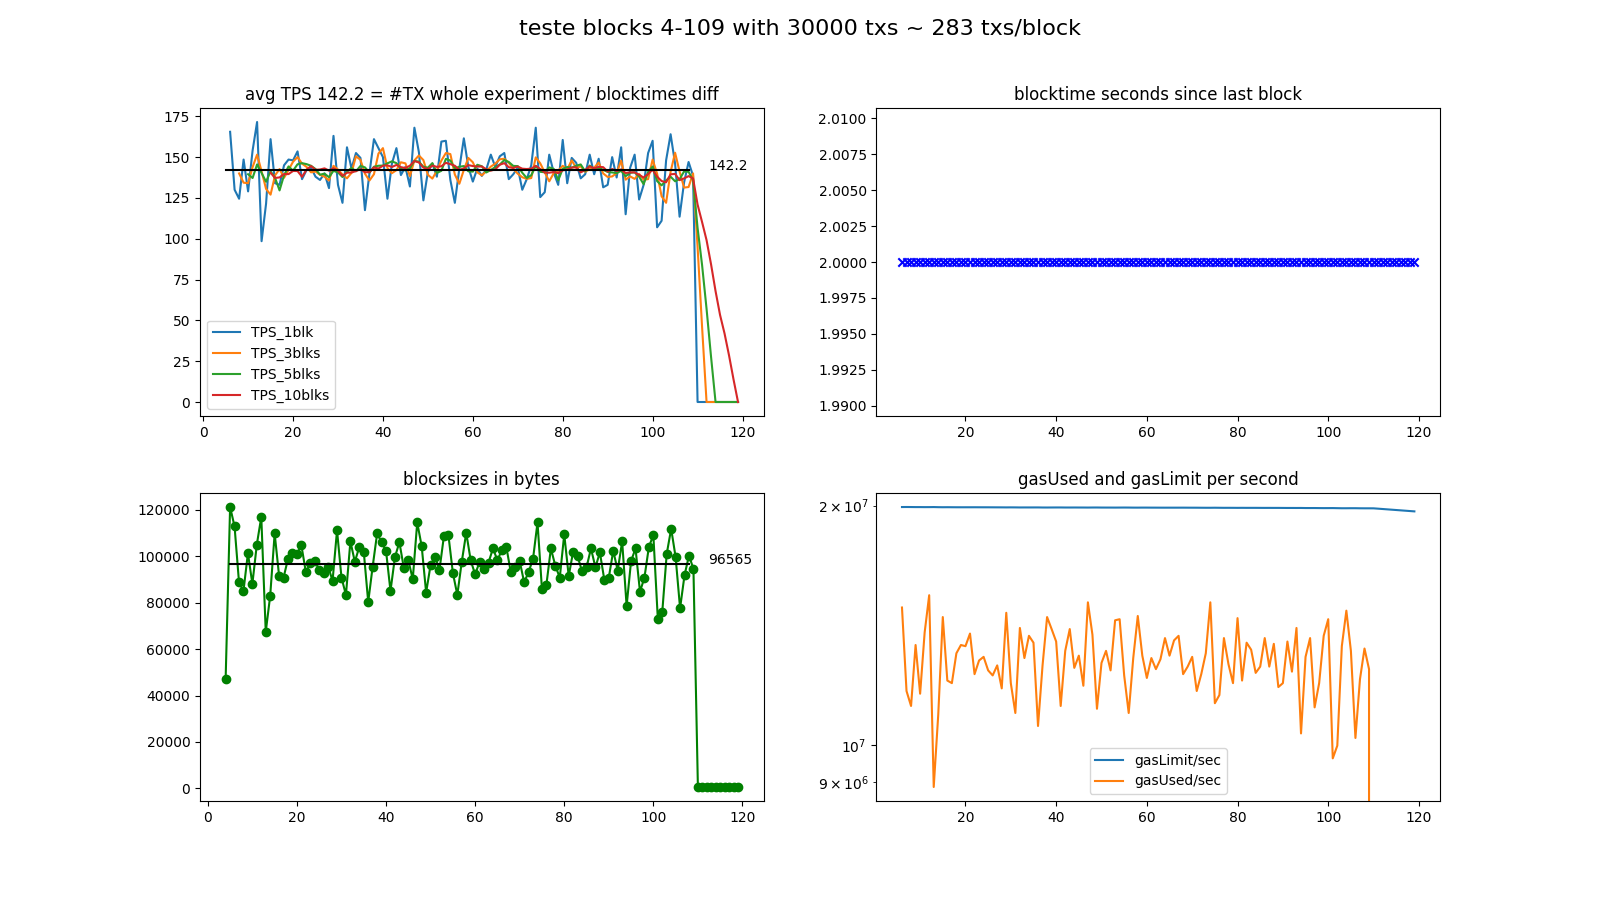 teste blocks 4-109 with 30000 txs ~ 283 txs/block
avg TPS 142.2 = #TX whole experiment / blocktimes diff
175
150
125
100
75
50
25
0
142.2
TPS_1blk
TPS_3blks
TPS_5blks
TPS_10blks
0 20 40 60 80 100 120
blocktime seconds since last block
2.0100
2.0075
2.0050
2.0025
2.0000
1.9975
1.9950
1.9925
1.9900
20 40 60 80 100 120
blocksizes in bytes
120000
100000
80000
60000
40000
20000
0
96565
0 20 40 60 80 100 120
gasUsed and gasLimit per second
2 × 10⁷
10⁷
9 × 10⁶
gasLimit/sec
gasUsed/sec
20 40 60 80 100 120